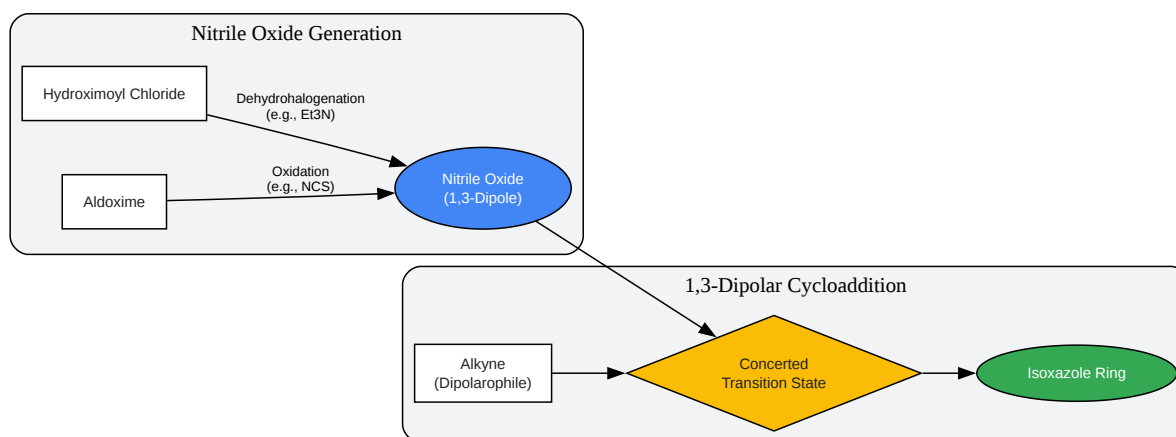 Nitrile Oxide Generation
Hydroximoyl Chloride
Dehydrohalogenation
(e.g., Et3N)
Aldoxime
Oxidation
(e.g., NCS)
Nitrile Oxide
(1,3-Dipole)
1,3-Dipolar Cycloaddition
Alkyne
(Dipolarophile)
Concerted
Transition State
Isoxazole Ring